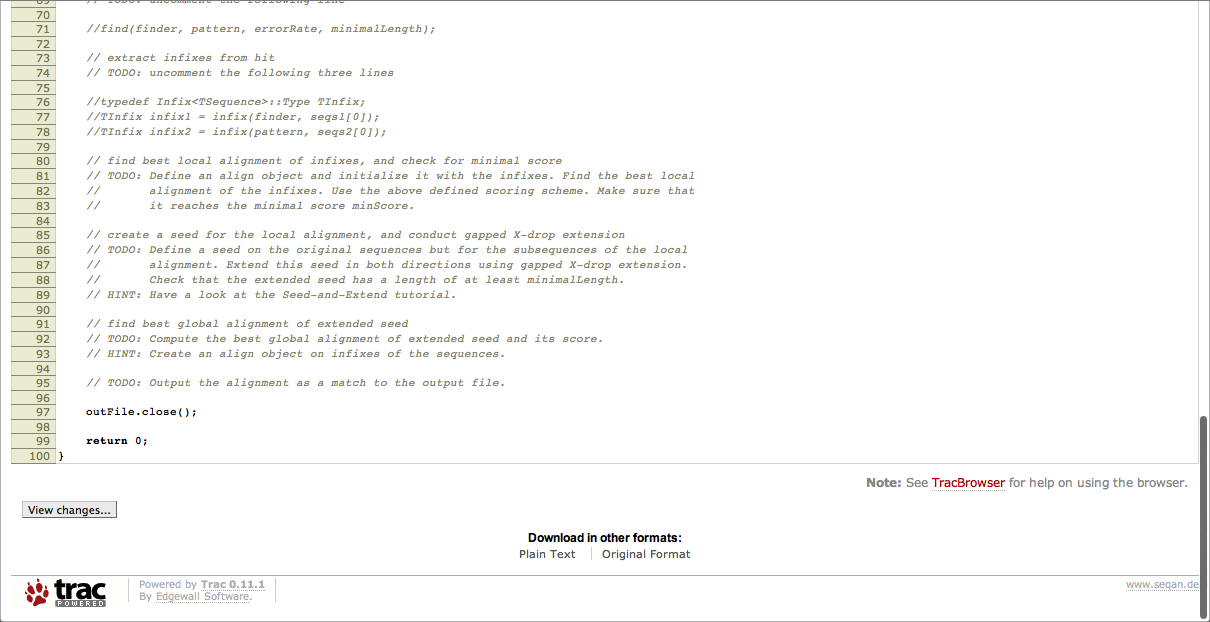 69 // TODO: uncomment the following line
70
71 //find(finder, pattern, errorRate, minimalLength);
72
73 // extract infixes from hit
74 // TODO: uncomment the following three lines
75
76 //typedef Infix<TSequence>::Type TInfix;
77 //TInfix infix1 = infix(finder, seqs1[0]);
78 //TInfix infix2 = infix(pattern, seqs2[0]);
79
80 // find best local alignment of infixes, and check for minimal score
81 // TODO: Define an align object and initialize it with the infixes. Find the best local
82 //       alignment of the infixes. Use the above defined scoring scheme. Make sure that
83 //       it reaches the minimal score minScore.
84
85 // create a seed for the local alignment, and conduct gapped X-drop extension
86 // TODO: Define a seed on the original sequences but for the subsequences of the local
87 //       alignment. Extend this seed in both directions using gapped X-drop extension.
88 //       Check that the extended seed has a length of at least minimalLength.
89 // HINT: Have a look at the Seed-and-Extend tutorial.
90
91 // find best global alignment of extended seed
92 // TODO: Compute the best global alignment of extended seed and its score.
93 // HINT: Create an align object on infixes of the sequences.
94
95 // TODO: Output the alignment as a match to the output file.
96
97 outFile.close();
98
99 return 0;
100 }
Note: See TracBrowser for help on using the browser.
View changes...
Download in other formats:
Plain Text
Original Format
trac
POWERED
Powered by Trac 0.11.1
By Edgewall Software.
www.seqan.de